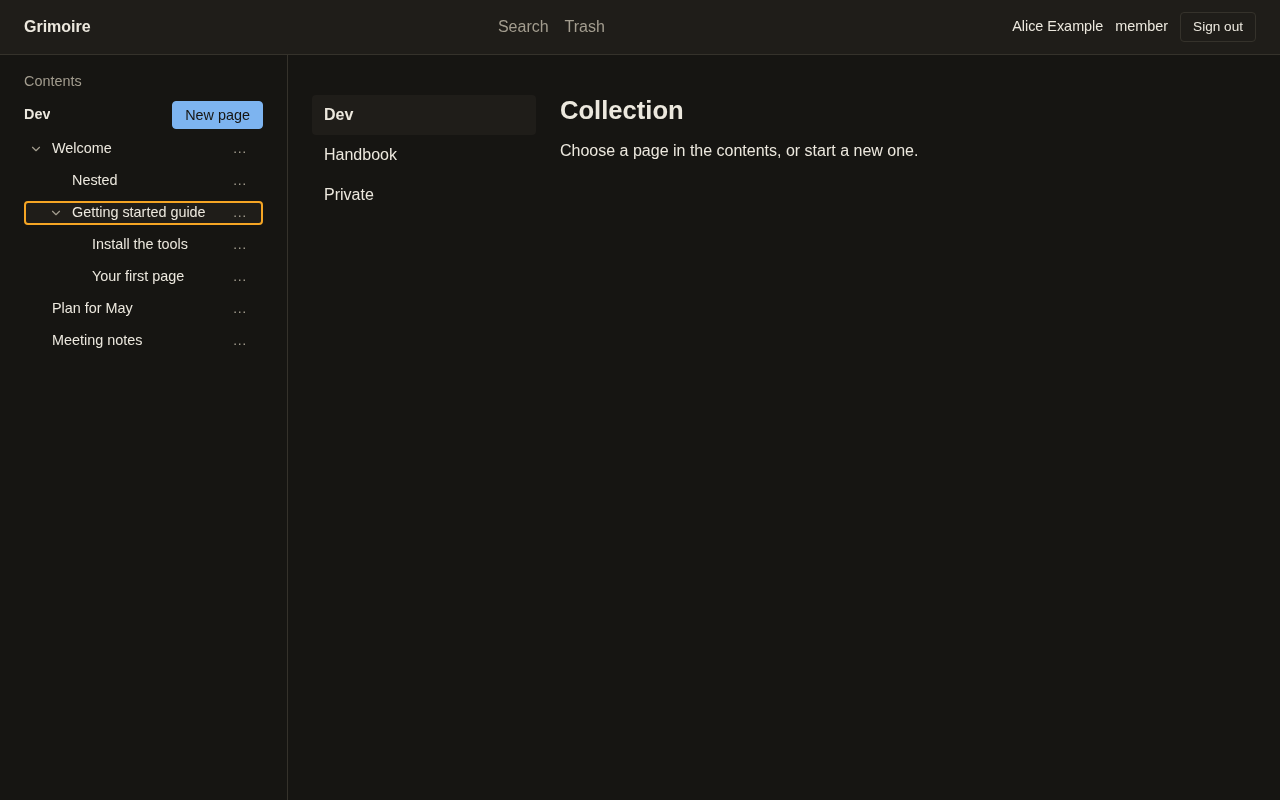 Grimoire
Search Trash
Alice Example member Sign out
Contents
Dev New page
Welcome ...
Nested ...
Getting started guide ...
Install the tools ...
Your first page ...
Plan for May ...
Meeting notes ...
Dev
Handbook
Private
Collection
Choose a page in the contents, or start a new one.